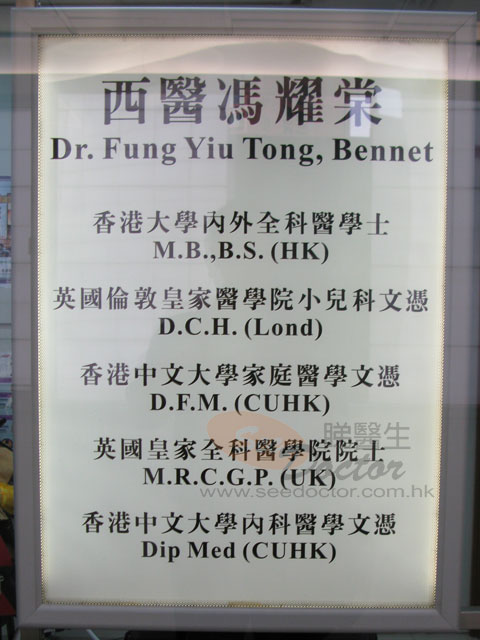 西醫馮耀棠
Dr. Fung Yiu Tong, Bennet
香港大學內外全科醫學士
M.B.,B.S. (HK)
英國倫敦皇家醫學院小兒科文憑
D.C.H. (Lond)
香港中文大學家庭醫學文憑
D.F.M. (CUHK)
英國皇家全科醫學院院士
M.R.C.G.P. (UK)
香港中文大學內科醫學文憑
Dip Med (CUHK)
睇醫生
Doctor
www.seedoctor.com.hk